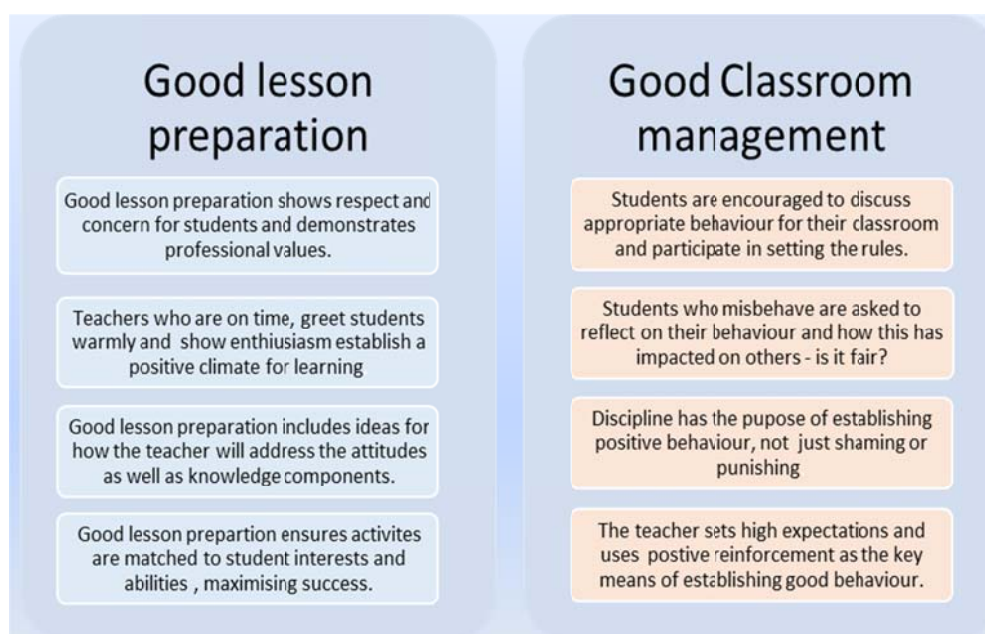 Good lesson
preparation
Good lesson preparation shows respect and
concern for students and demonstrates
professional values.
Teachers who are on time, greet students
warmly and show enthiusiasm establish a
positive climate for learning
Good lesson preparation includes ideas for
how the teacher will address the attitudes
as well as knowledge components.
Good lesson prepartion ensures activites
are matched to student interests and
abilities , maximising success.
Good Classroom
management
Students are encouraged to discuss
appropriate behaviour for their classroom
and participate in setting the rules.
Students who misbehave are asked to
reflect on their behaviour and how this has
impacted on others - is it fair?
Discipline has the pupose of establishing
positive behaviour, not just shaming or
punishing
The teacher sets high expectations and
uses postive reinforcement as the key
means of establishing good behaviour.